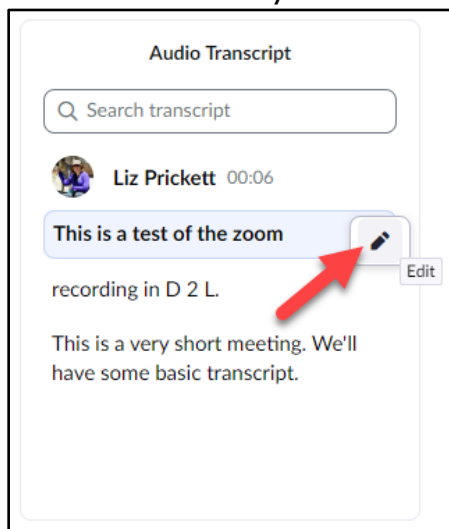 Audio Transcript
Search transcript
Liz Prickett 00:06
This is a test of the zoom
Edit
recording in D 2 L.
This is a very short meeting. We'll
have some basic transcript.